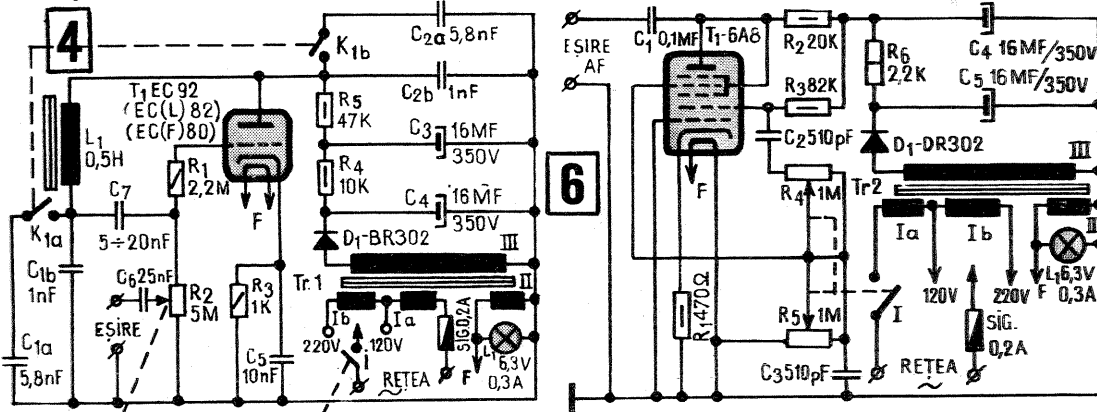 4
K1b
C2a 5,8nF
C2b 1nF
T1 EC 92
(EC(L) 82)
(EC(F) 80)
L1
0,5H
R1
2,2M
F
R5
47K
C3 16MF
350V
R4
10K
C4 16MF
350V
D1-BR302
III
K1a
C7
5÷20nF
C1b
1nF
C6 25nF
R2
5M
EȘIRE
R3
1K
C5
10nF
C1a
5,8nF
Tr.1
II
Ib
Ia
220V
120V
I
SIG.0,2A
F
L1 6,3V
0,3A
REȚEA
~
6
EȘIRE
AF
C1 0,1MF
T1-6A8
R2 20K
R3 82K
C2 510pF
R6
2,2K
C4 16MF/350V
C5 16MF/350V
D1-DR302
III
Tr2
F
R4 1M
R1 470Ω
R5 1M
C3 510pF
Ia
Ib
II
I
120V
220V
SIG.
0,2A
F
L1 6,3V
0,3A
REȚEA
~